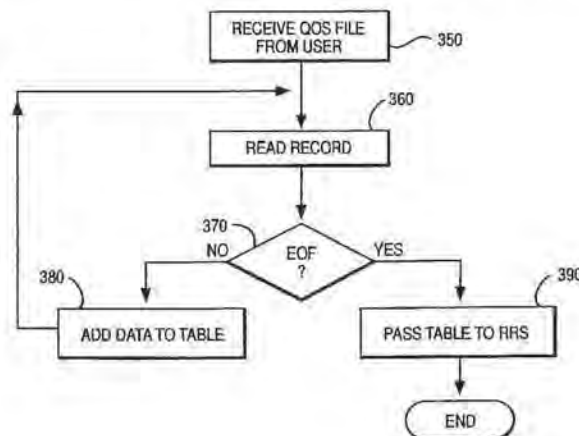 RECEIVE QOS FILE
FROM USER
350
360
READ RECORD
370
NO
EOF
?
YES
380
390
ADD DATA TO TABLE
PASS TABLE TO RRS
END